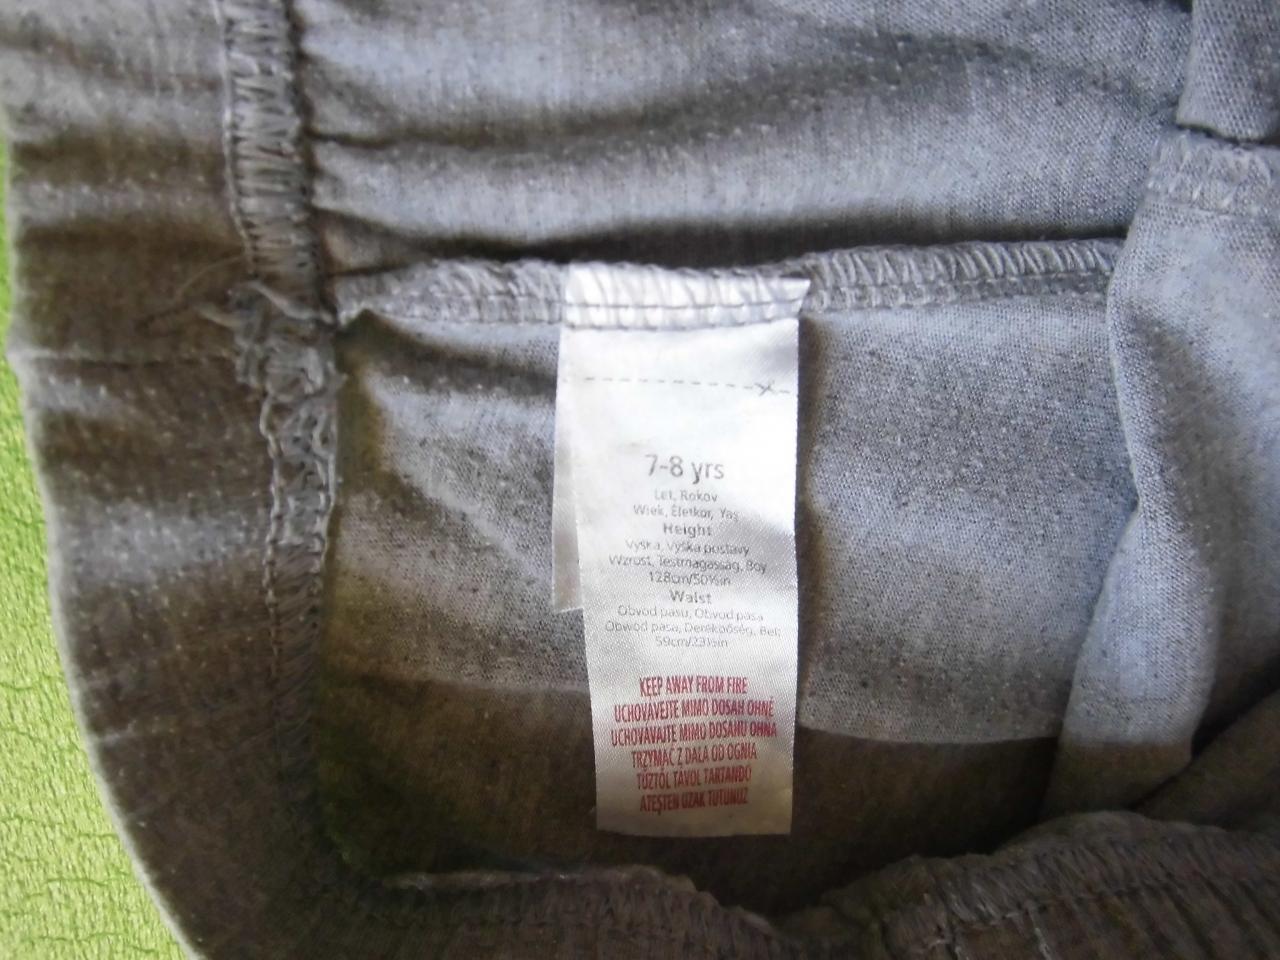 7-8 yrs
Let, Rokov
Wiek, Életkor, Yaş
Height
Výška, Výška postavy
Wzrost, Testmagasság, Boy
128cm/50½in
Waist
Obvod pasu, Obvod pása
Obwód pasa, Derékbőség, Bel:
59cm/23½in
KEEP AWAY FROM FIRE
UCHOVÁVEJTE MIMO DOSAH OHNĚ
UCHOVÁVAJTE MIMO DOSAHU OHŇA
TRZYMAĆ Z DALA OD OGNIA
TŰZTŐL TÁVOL TARTANDÓ
ATEŞTEN UZAK TUTUNUZ